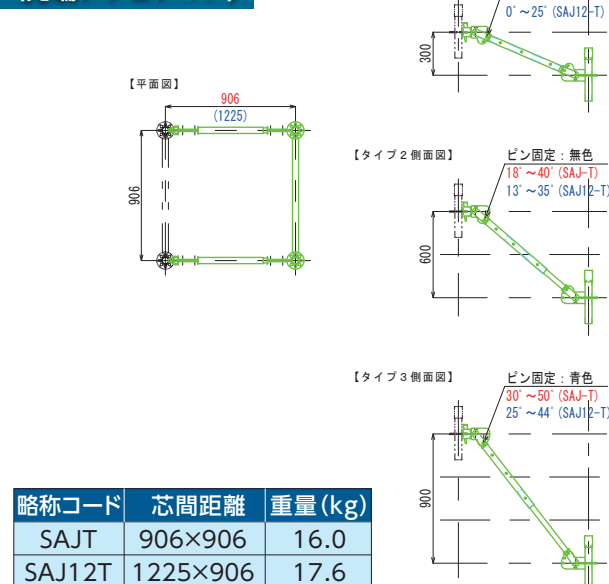 0°～25°(SAJ12-T)
300
【平面図】
906
(1225)
906
【タイプ2側面図】
ピン固定：無色
18°～40°(SAJ-T)
13°～35°(SAJ12-T)
600
【タイプ3側面図】
ピン固定：青色
30°～50°(SAJ-T)
25°～44°(SAJ12-T)
900
略称コード 芯間距離 重量(kg)
SAJT 906×906 16.0
SAJ12T 1225×906 17.6